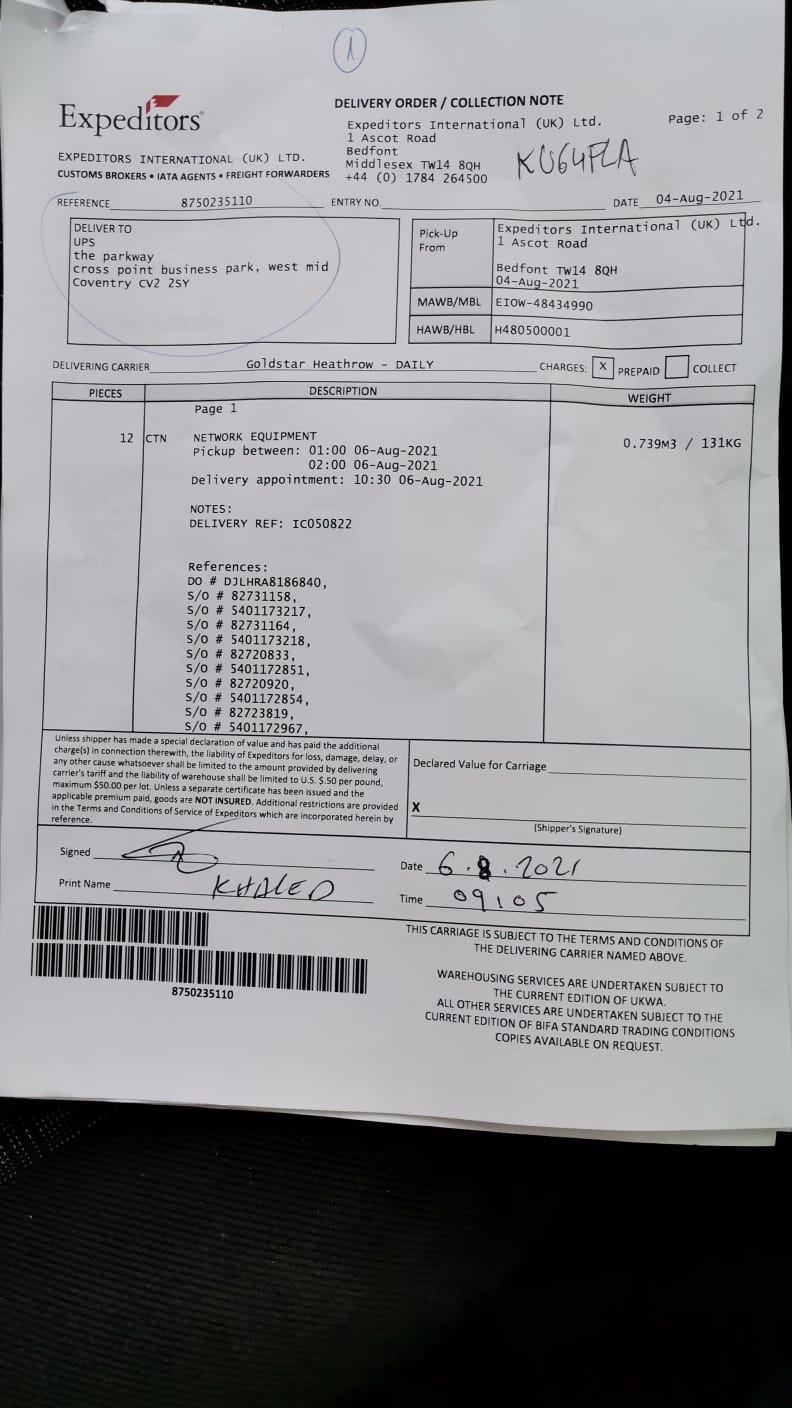 1
Expeditors
EXPEDITORS INTERNATIONAL (UK) LTD.
CUSTOMS BROKERS • IATA AGENTS • FREIGHT FORWARDERS
DELIVERY ORDER / COLLECTION NOTE
Expeditors International (UK) Ltd.
1 Ascot Road
Bedfont
Middlesex TW14 8QH
+44 (0) 1784 264500
Page: 1 of 2
KU64PLA
REFERENCE 8750235110 ENTRY NO. DATE 04-Aug-2021
DELIVER TO
UPS
the parkway
cross point business park, west mid
Coventry CV2 2SY
Pick-Up From
Expeditors International (UK) Ltd.
1 Ascot Road
Bedfont TW14 8QH
04-Aug-2021
MAWB/MBL EIOW-48434990
HAWB/HBL H480500001
DELIVERING CARRIER Goldstar Heathrow - DAILY CHARGES: X PREPAID COLLECT
PIECES DESCRIPTION WEIGHT
Page 1
12 CTN NETWORK EQUIPMENT 0.739M3 / 131KG
Pickup between: 01:00 06-Aug-2021
02:00 06-Aug-2021
Delivery appointment: 10:30 06-Aug-2021
NOTES:
DELIVERY REF: IC050822
References:
DO # DJLHRA8186840,
S/O # 82731158,
S/O # 5401173217,
S/O # 82731164,
S/O # 5401173218,
S/O # 82720833,
S/O # 5401172851,
S/O # 82720920,
S/O # 5401172854,
S/O # 82723819,
S/O # 5401172967,
Unless shipper has made a special declaration of value and has paid the additional
charge(s) in connection therewith, the liability of Expeditors for loss, damage, delay, or
any other cause whatsoever shall be limited to the amount provided by delivering
carrier's tariff and the liability of warehouse shall be limited to U.S. $.50 per pound,
maximum $50.00 per lot. Unless a separate certificate has been issued and the
applicable premium paid, goods are NOT INSURED. Additional restrictions are provided
in the Terms and Conditions of Service of Expeditors which are incorporated herein by
reference.
Declared Value for Carriage
X
(Shipper's Signature)
Signed
Print Name KHALED
Date 6.8.2021
Time 09:05
8750235110
THIS CARRIAGE IS SUBJECT TO THE TERMS AND CONDITIONS OF
THE DELIVERING CARRIER NAMED ABOVE.
WAREHOUSING SERVICES ARE UNDERTAKEN SUBJECT TO
THE CURRENT EDITION OF UKWA.
ALL OTHER SERVICES ARE UNDERTAKEN SUBJECT TO THE
CURRENT EDITION OF BIFA STANDARD TRADING CONDITIONS
COPIES AVAILABLE ON REQUEST.